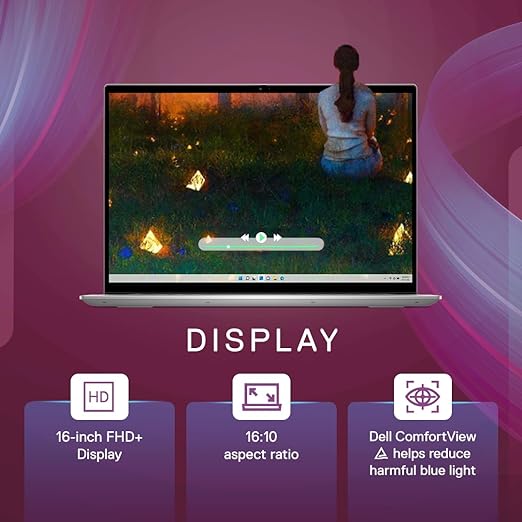 DISPLAY
HD
16-inch FHD+
Display
16:10
aspect ratio
Dell ComfortView
helps reduce
harmful blue light